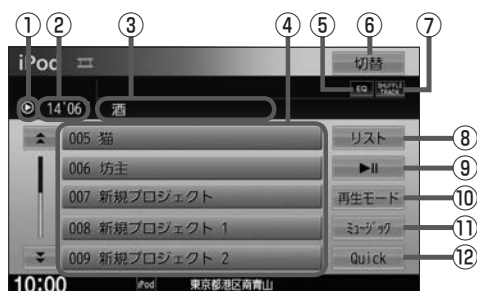 ① ② ③ ④ ⑤ ⑥ ⑦
iPod 切替
EQ SHUFFLE TRACK
14'06 酒
005 猫 リスト ⑧
006 坊主 ▶II ⑨
007 新規プロジェクト 再生モード ⑩
008 新規プロジェクト 1 ミュージック ⑪
009 新規プロジェクト 2 Quick ⑫
10:00 iPod 東京都港区南青山